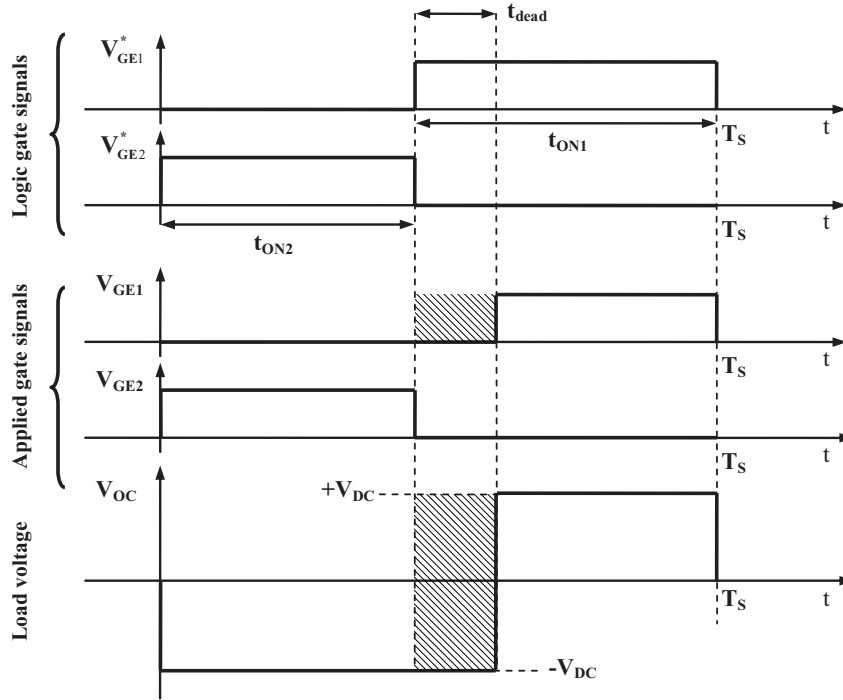 t_dead
Logic gate signals
V*_GE1
t
t_ON1
T_S
V*_GE2
t
t_ON2
T_S
Applied gate signals
V_GE1
t
T_S
V_GE2
t
T_S
Load voltage
V_OC
+V_DC
t
T_S
-V_DC